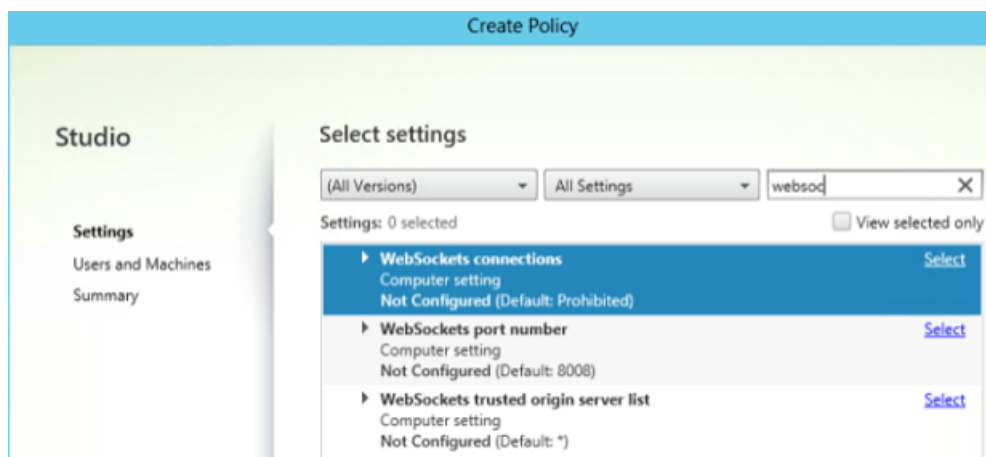 Create Policy
Studio
Settings
Users and Machines
Summary
Select settings
(All Versions) All Settings websoc
Settings: 0 selected View selected only
WebSockets connections Select
Computer setting
Not Configured (Default: Prohibited)
WebSockets port number Select
Computer setting
Not Configured (Default: 8008)
WebSockets trusted origin server list Select
Computer setting
Not Configured (Default: *)